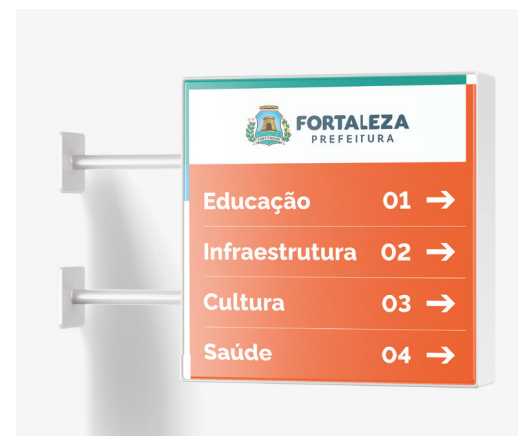 FORTALEZA
PREFEITURA
Educação 01 →
Infraestrutura 02 →
Cultura 03 →
Saúde 04 →